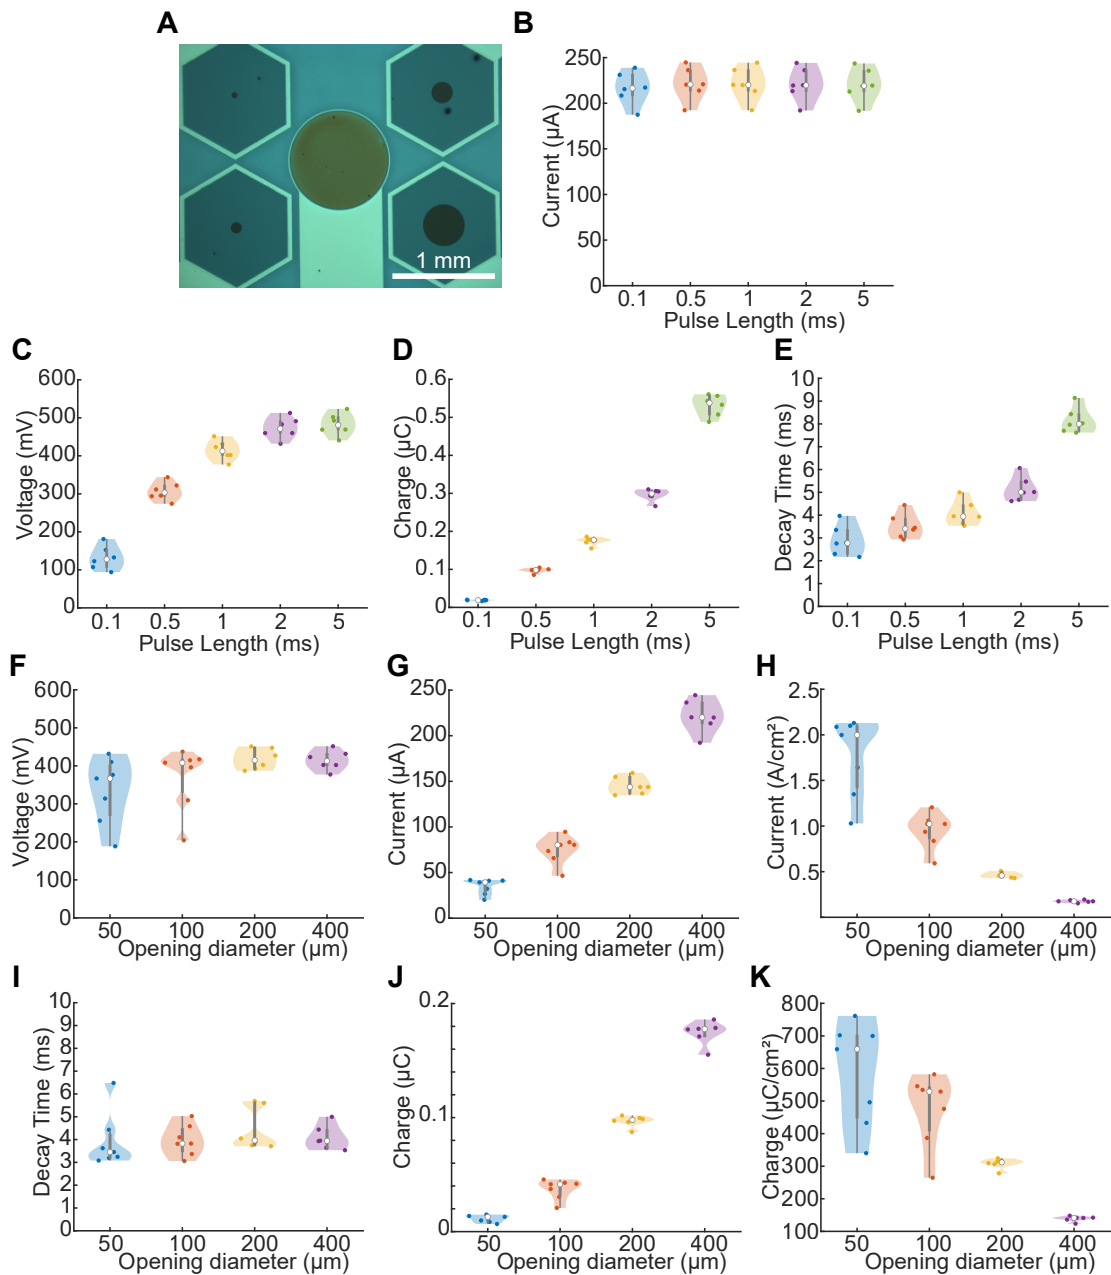 A
1 mm
B
250
200
150
100
50
0
Current (µA)
0.1 0.5 1 2 5
Pulse Length (ms)
C
600
500
400
300
200
100
0
Voltage (mV)
0.1 0.5 1 2 5
Pulse Length (ms)
D
0.6
0.5
0.4
0.3
0.2
0.1
0
Charge (µC)
0.1 0.5 1 2 5
Pulse Length (ms)
E
10
9
8
7
6
5
4
3
2
1
0
Decay Time (ms)
0.1 0.5 1 2 5
Pulse Length (ms)
F
600
500
400
300
200
100
0
Voltage (mV)
50 100 200 400
Opening diameter (µm)
G
250
200
150
100
50
0
Current (µA)
50 100 200 400
Opening diameter (µm)
H
2.5
2.0
1.5
1.0
0.5
Current (A/cm²)
50 100 200 400
Opening diameter (µm)
I
10
9
8
7
6
5
4
3
2
1
0
Decay Time (ms)
50 100 200 400
Opening diameter (µm)
J
0.2
0.1
0
Charge (µC)
50 100 200 400
Opening diameter (µm)
K
800
700
600
500
400
300
200
100
Charge (µC/cm²)
50 100 200 400
Opening diameter (µm)